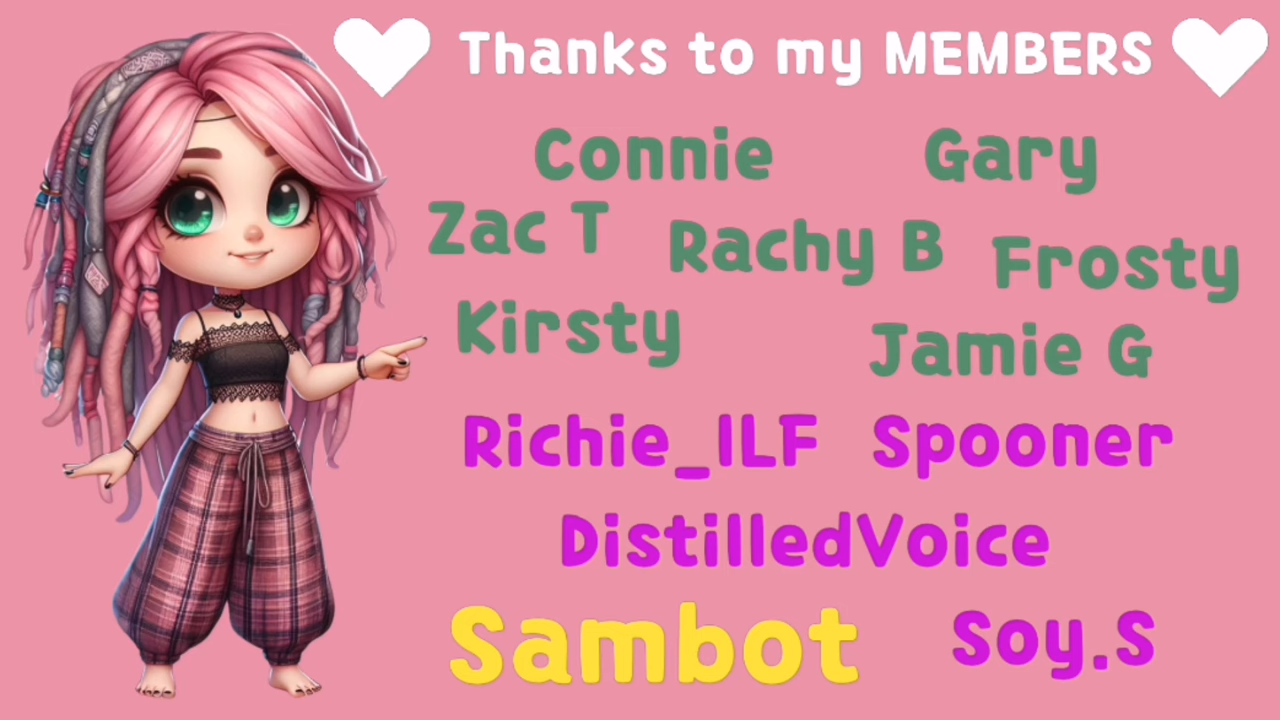 Thanks to my MEMBERS
Connie Gary
Zac T Rachy B Frosty
Kirsty Jamie G
Richie_ILF Spooner
DistilledVoice
Sambot Soy.S